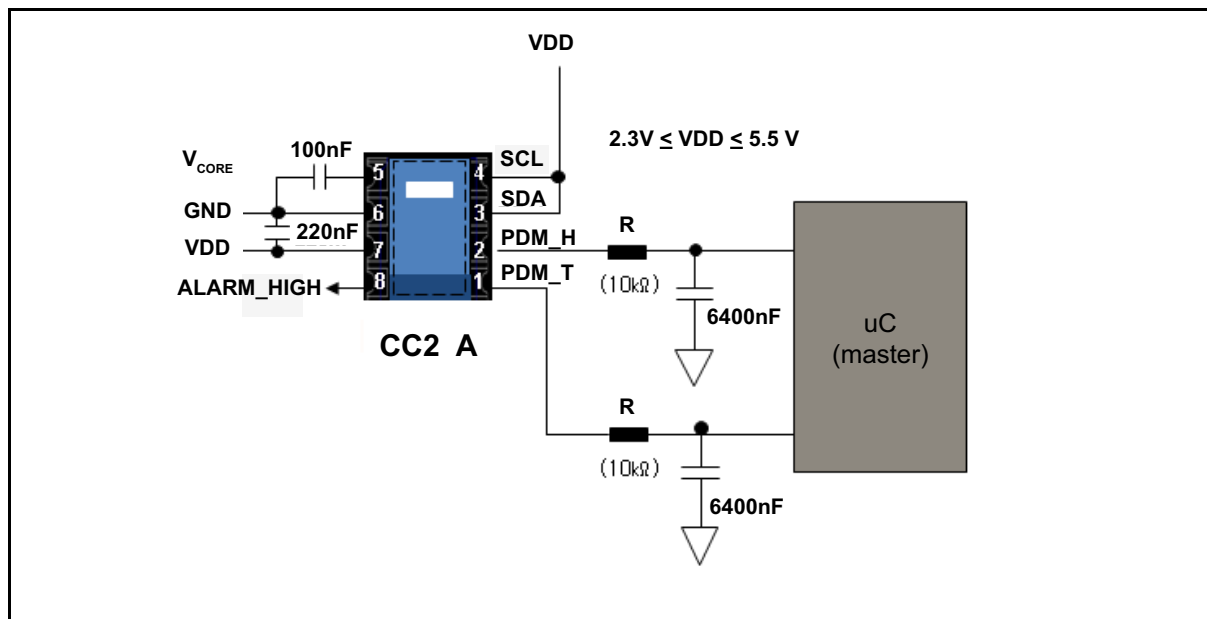 VDD
2.3V ≤ VDD ≤ 5.5 V
100nF
VCORE
5
4
SCL
GND
6
3
SDA
220nF
VDD
7
2
PDM_H
R
(10kΩ)
6400nF
ALARM_HIGH
8
1
PDM_T
CC2 A
uC
(master)
R
(10kΩ)
6400nF